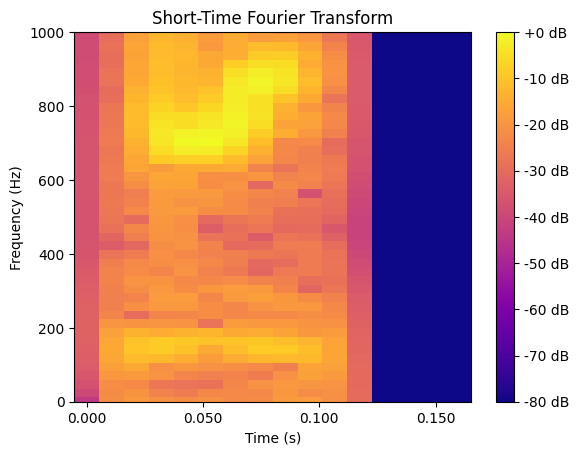 Short-Time Fourier Transform
1000
800
600
400
200
0
Frequency (Hz)
0.000
0.050
0.100
0.150
Time (s)
+0 dB
-10 dB
-20 dB
-30 dB
-40 dB
-50 dB
-60 dB
-70 dB
-80 dB